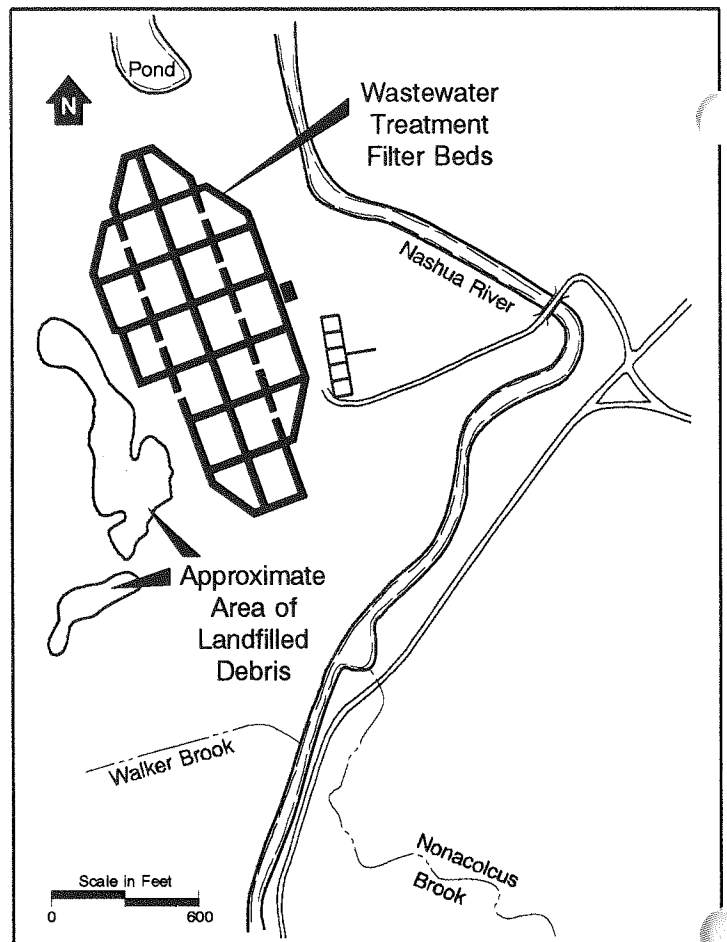 Pond
N
Wastewater
Treatment
Filter Beds
Nashua River
Approximate
Area of
Landfilled
Debris
Walker Brook
Nonacolcus
Brook
Scale in Feet
0 600